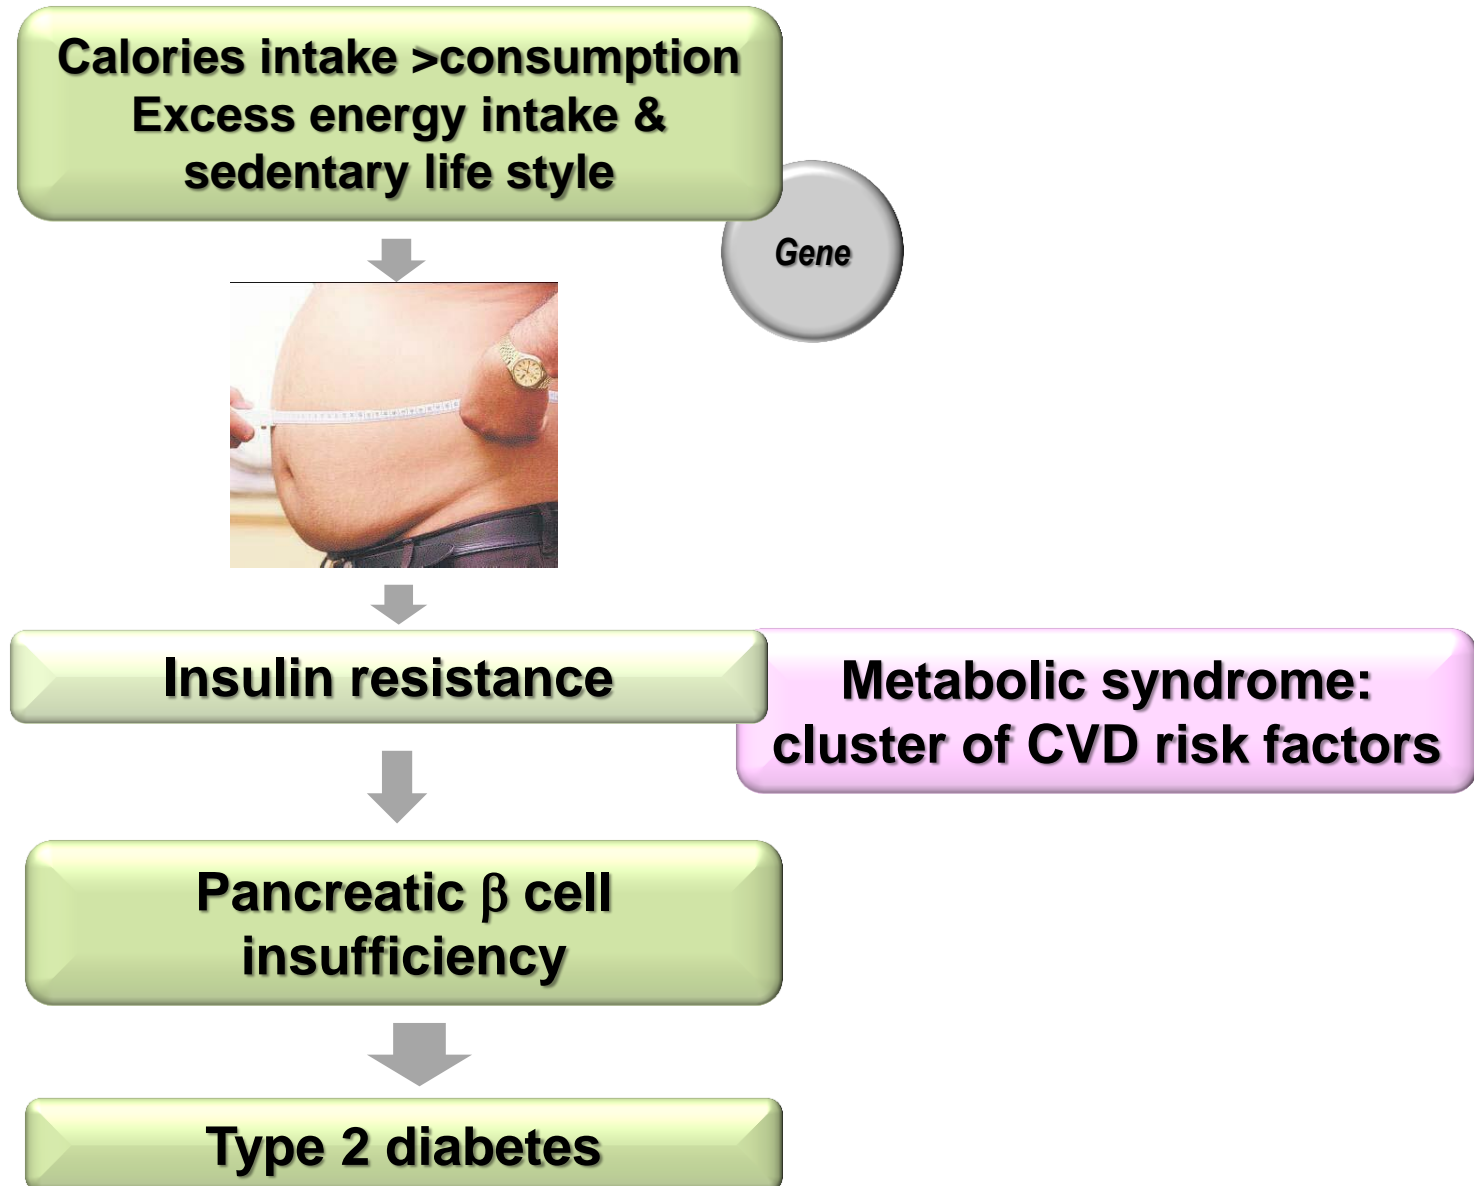 Calories intake >consumption
Excess energy intake &
sedentary life style
Gene
Insulin resistance
Metabolic syndrome:
cluster of CVD risk factors
Pancreatic β cell
insufficiency
Type 2 diabetes